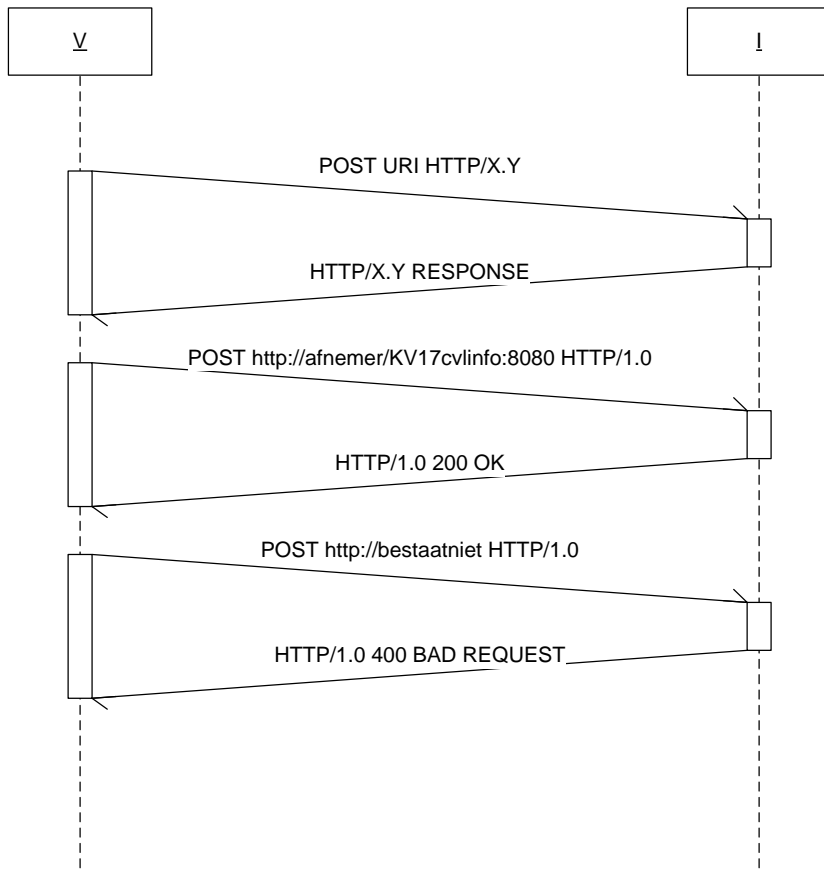 V
I
POST URI HTTP/X.Y
HTTP/X.Y RESPONSE
POST http://afnemer/KV17cvlinfo:8080 HTTP/1.0
HTTP/1.0 200 OK
POST http://bestaatniet HTTP/1.0
HTTP/1.0 400 BAD REQUEST